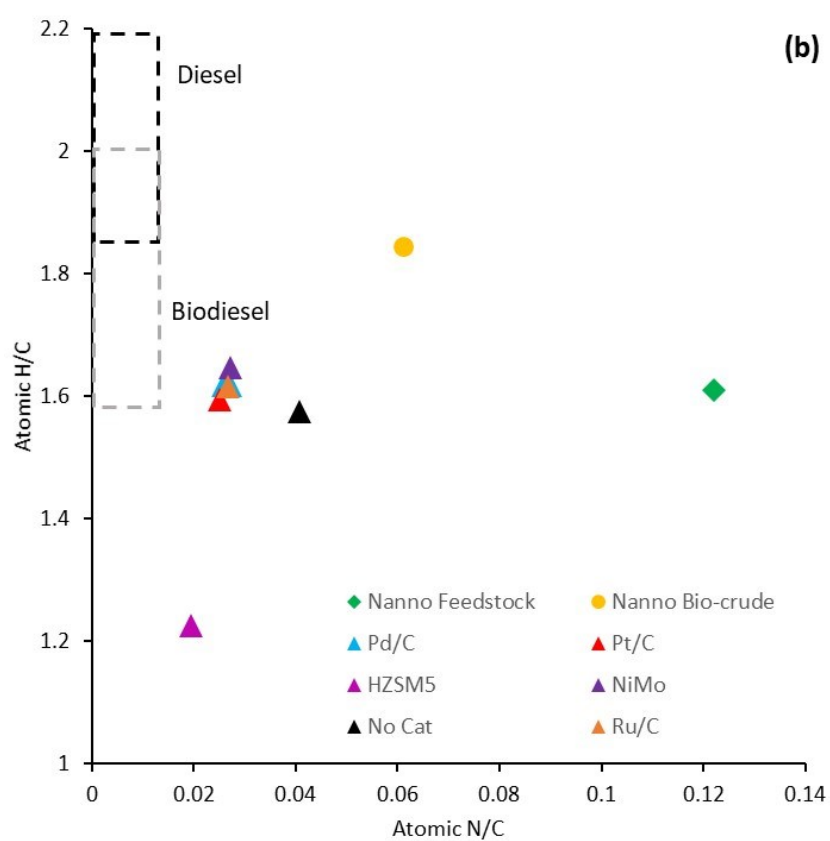 2.2
(b)
Diesel
2
1.8
Biodiesel
Atomic H/C
1.6
1.4
Nanno Feedstock Nanno Bio-crude
1.2
Pd/C Pt/C
HZSM5 NiMo
No Cat Ru/C
1
0 0.02 0.04 0.06 0.08 0.1 0.12 0.14
Atomic N/C